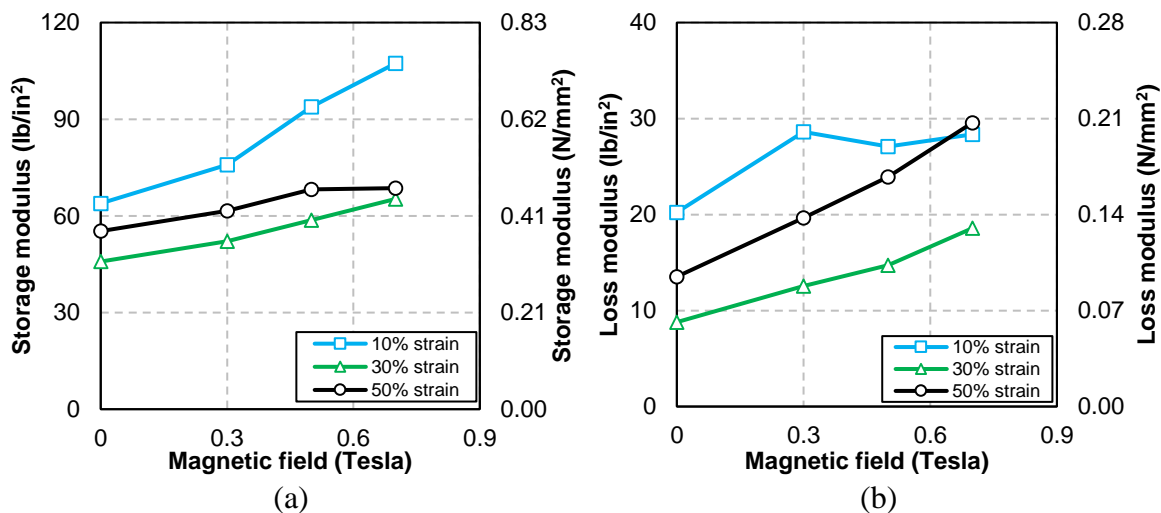 120
90
60
30
0
Storage modulus (lb/in²)
0.83
0.62
0.41
0.21
0.00
Storage modulus (N/mm²)
10% strain
30% strain
50% strain
0 0.3 0.6 0.9
Magnetic field (Tesla)
(a)
40
30
20
10
0
Loss modulus (lb/in²)
0.28
0.21
0.14
0.07
0.00
Loss modulus (N/mm²)
10% strain
30% strain
50% strain
0 0.3 0.6 0.9
Magnetic field (Tesla)
(b)